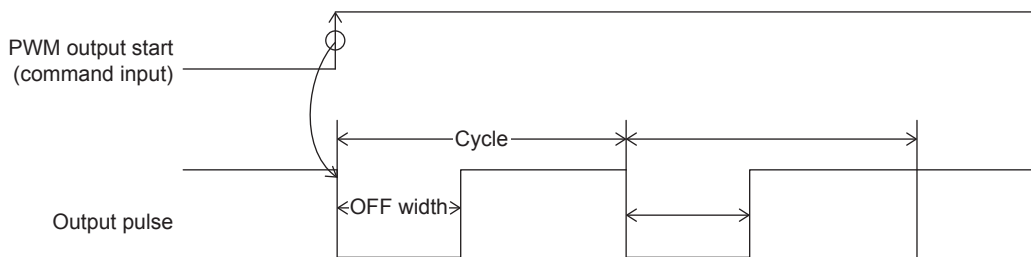 PWM output start
(command input)
Cycle
OFF width
Output pulse